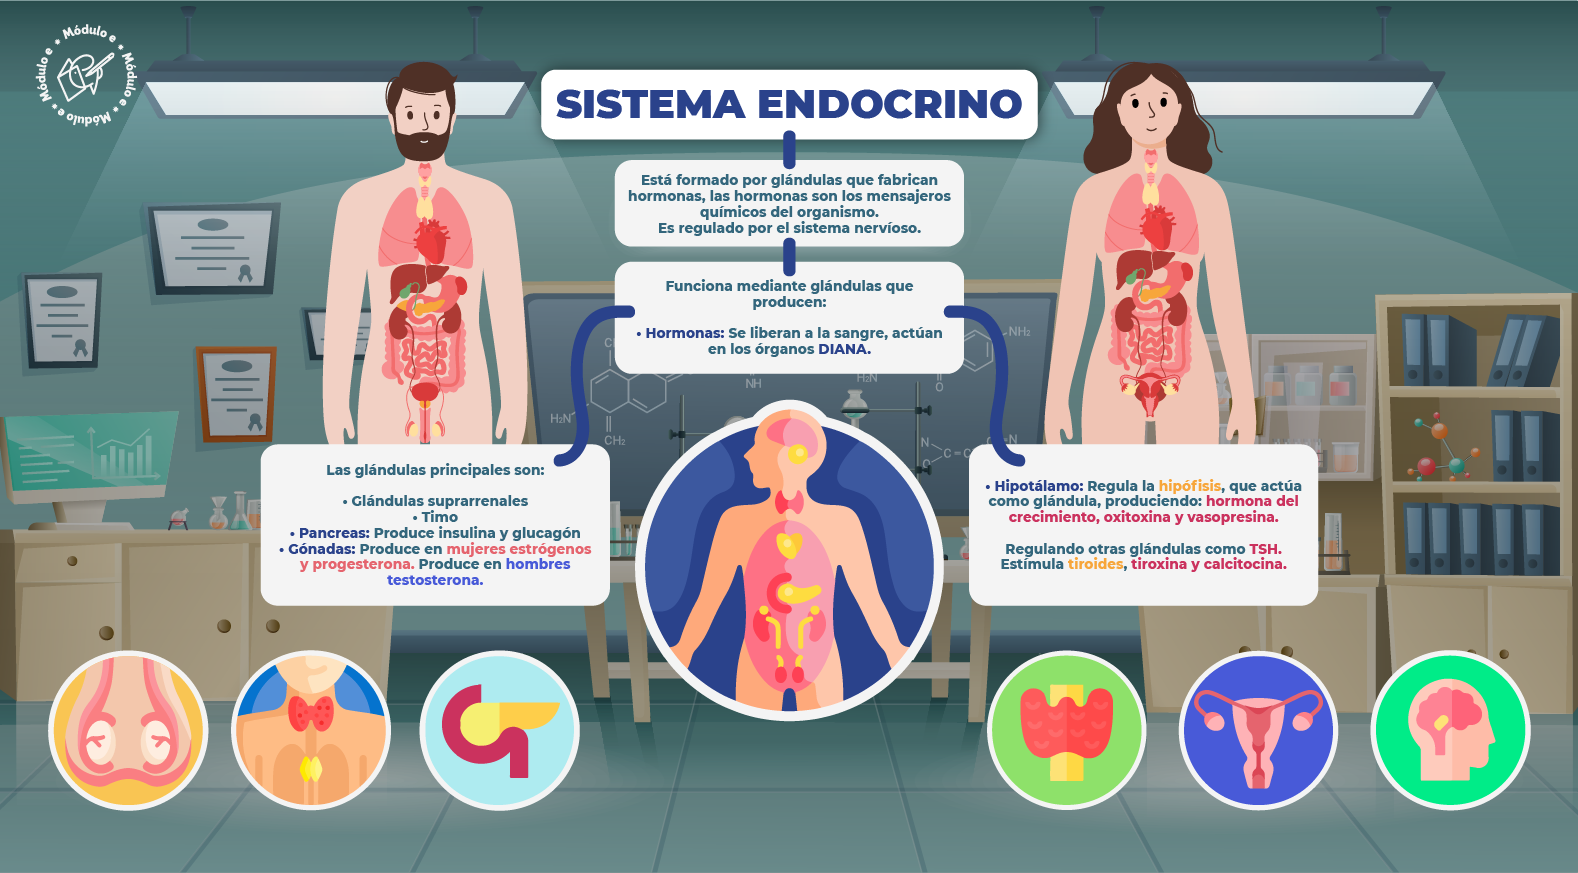 Módulo e * Módulo e * Módulo e * Módulo e *
SISTEMA ENDOCRINO
Está formado por glándulas que fabrican
hormonas, las hormonas son los mensajeros
químicos del organismo.
Es regulado por el sistema nervíoso.
Funciona mediante glándulas que
producen:
• Hormonas: Se liberan a la sangre, actúan
en los órganos DIANA.
NH₂
NH
H₂N
O
H₂N
CH₂
N
C
O
N
Las glándulas principales son:
• Glándulas suprarrenales
• Timo
• Pancreas: Produce insulina y glucagón
• Gónadas: Produce en mujeres estrógenos
y progesterona. Produce en hombres
testosterona.
• Hipotálamo: Regula la hipófisis, que actúa
como glándula, produciendo: hormona del
crecimiento, oxitoxina y vasopresina.
Regulando otras glándulas como TSH.
Estímula tiroides, tiroxina y calcitocina.